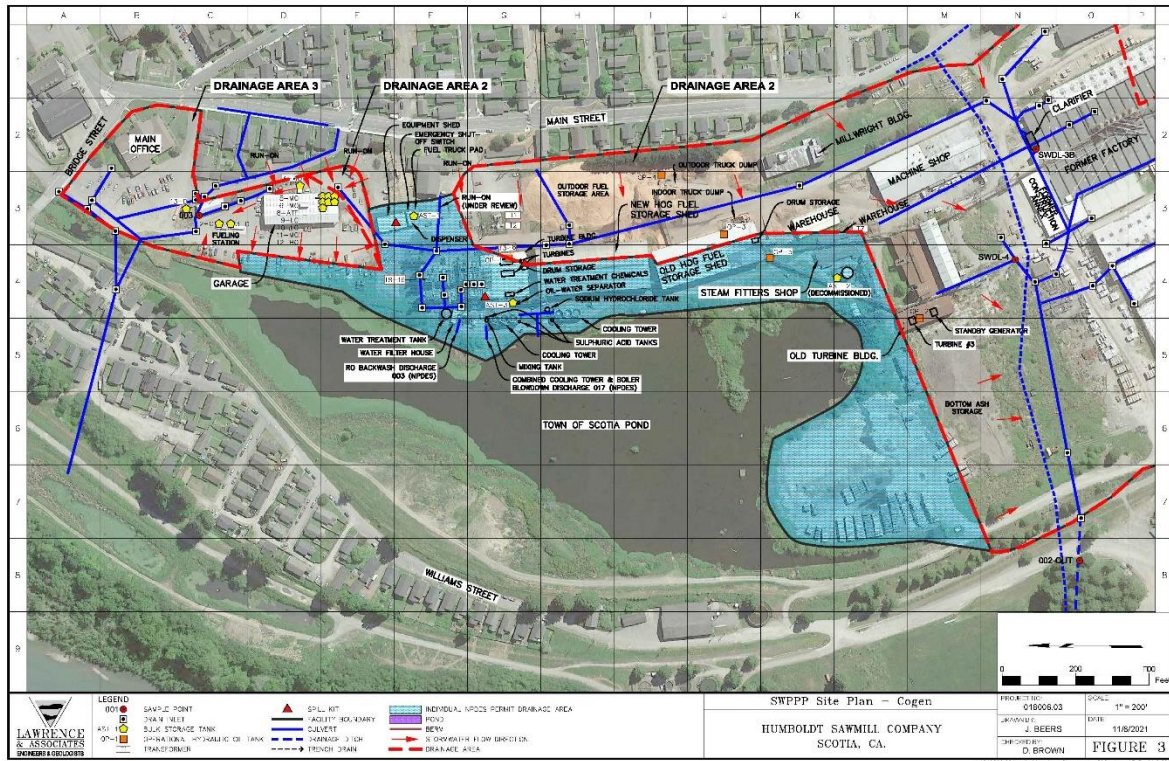 A B C D E F G H I J K L M N O P
DRAINAGE AREA 3
DRAINAGE AREA 2
DRAINAGE AREA 2
EQUIPMENT SHED
EMERGENCY SHUT
OFF SWITCH
FUEL TRUCK PAD
MAIN STREET
MILLWRIGHT BLDG.
CLARIFIER
BRIDGE STREET
MAIN
OFFICE
RUN-ON
RUN-ON
RUN-ON
OUTDOOR TRUCK DUMP
MACHINE SHOP
SWDL-3B
FORMER FACTORY
OUTDOOR FUEL
STORAGE AREA
INDOOR TRUCK DUMP
RUN-ON
(UNDER REVIEW)
NEW HOG FUEL
STORAGE SHED
DRUM STORAGE
WAREHOUSE
WAREHOUSE
003
FUELING
STATION
DISPENSER
TURBINE BLDG.
TURBINES
GARAGE
DRUM STORAGE
WATER TREATMENT CHEMICALS
OIL-WATER SEPARATOR
SODIUM HYDROCHLORIDE TANK
OLD HOG FUEL
STORAGE SHED
STEAM FITTERS SHOP
(DECOMMISSIONED)
SWDL-4
COOLING TOWER
SULPHURIC ACID TANKS
COOLING TOWER
MIXING TANK
COMBINED COOLING TOWER & BOILER
BLOWDOWN DISCHARGE 017 (NPDES)
WATER TREATMENT TANK
WATER FILTER HOUSE
RO BACKWASH DISCHARGE
003 (NPDES)
OLD TURBINE BLDG.
STANDBY GENERATOR
TURBINE #3
BOTTOM ASH
STORAGE
TOWN OF SCOTIA POND
WILLIAMS STREET
002-OUT
0 200 Feet
LAWRENCE
& ASSOCIATES
ENGINEERS & GEOLOGISTS
LEGEND
001 SAMPLE POINT
DRAIN INLET
AST-1 BULK STORAGE TANK
OP-1 OPERATIONAL HYDRAULIC OIL TANK
TRANSFORMER
SPILL KIT
FACILITY BOUNDARY
CULVERT
DRAINAGE DITCH
TRENCH DRAIN
INDIVIDUAL NPDES PERMIT DRAINAGE AREA
POND
BERM
STORMWATER FLOW DIRECTION
DRAINAGE AREA
SWPPP Site Plan – Cogen
HUMBOLDT SAWMILL COMPANY
SCOTIA, CA.
PROJECT NO:
018006.03
SCALE
1" = 200'
DRAWN BY:
J. BEERS
DATE
11/8/2021
CHECKED BY:
D. BROWN
FIGURE 3